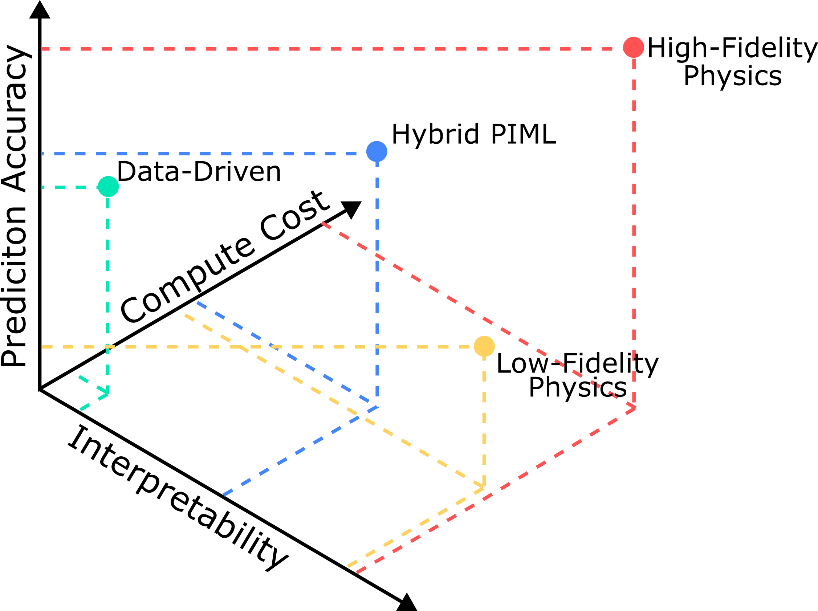 Prediciton Accuracy
High-Fidelity
Physics
Hybrid PIML
Data-Driven
Compute Cost
Low-Fidelity
Physics
Interpretability